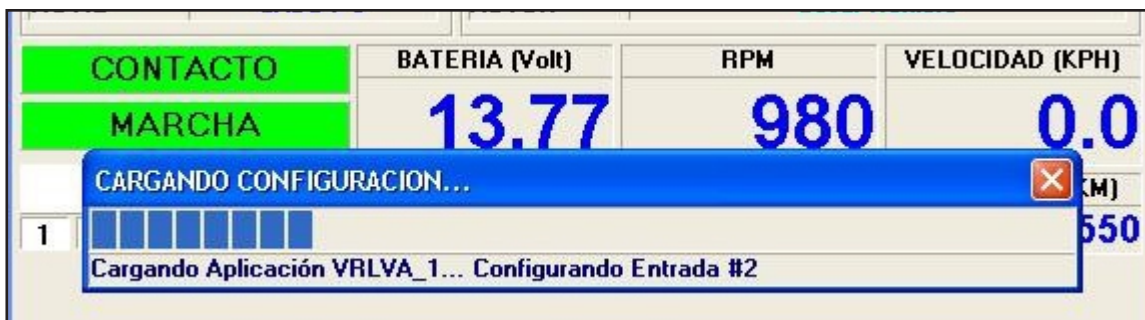 CONTACTO
BATERIA (Volt)
RPM
VELOCIDAD (KPH)
MARCHA
13.77
980
0.0
CARGANDO CONFIGURACION...
KM)
1
550
Cargando Aplicación VRLVA_1... Configurando Entrada #2